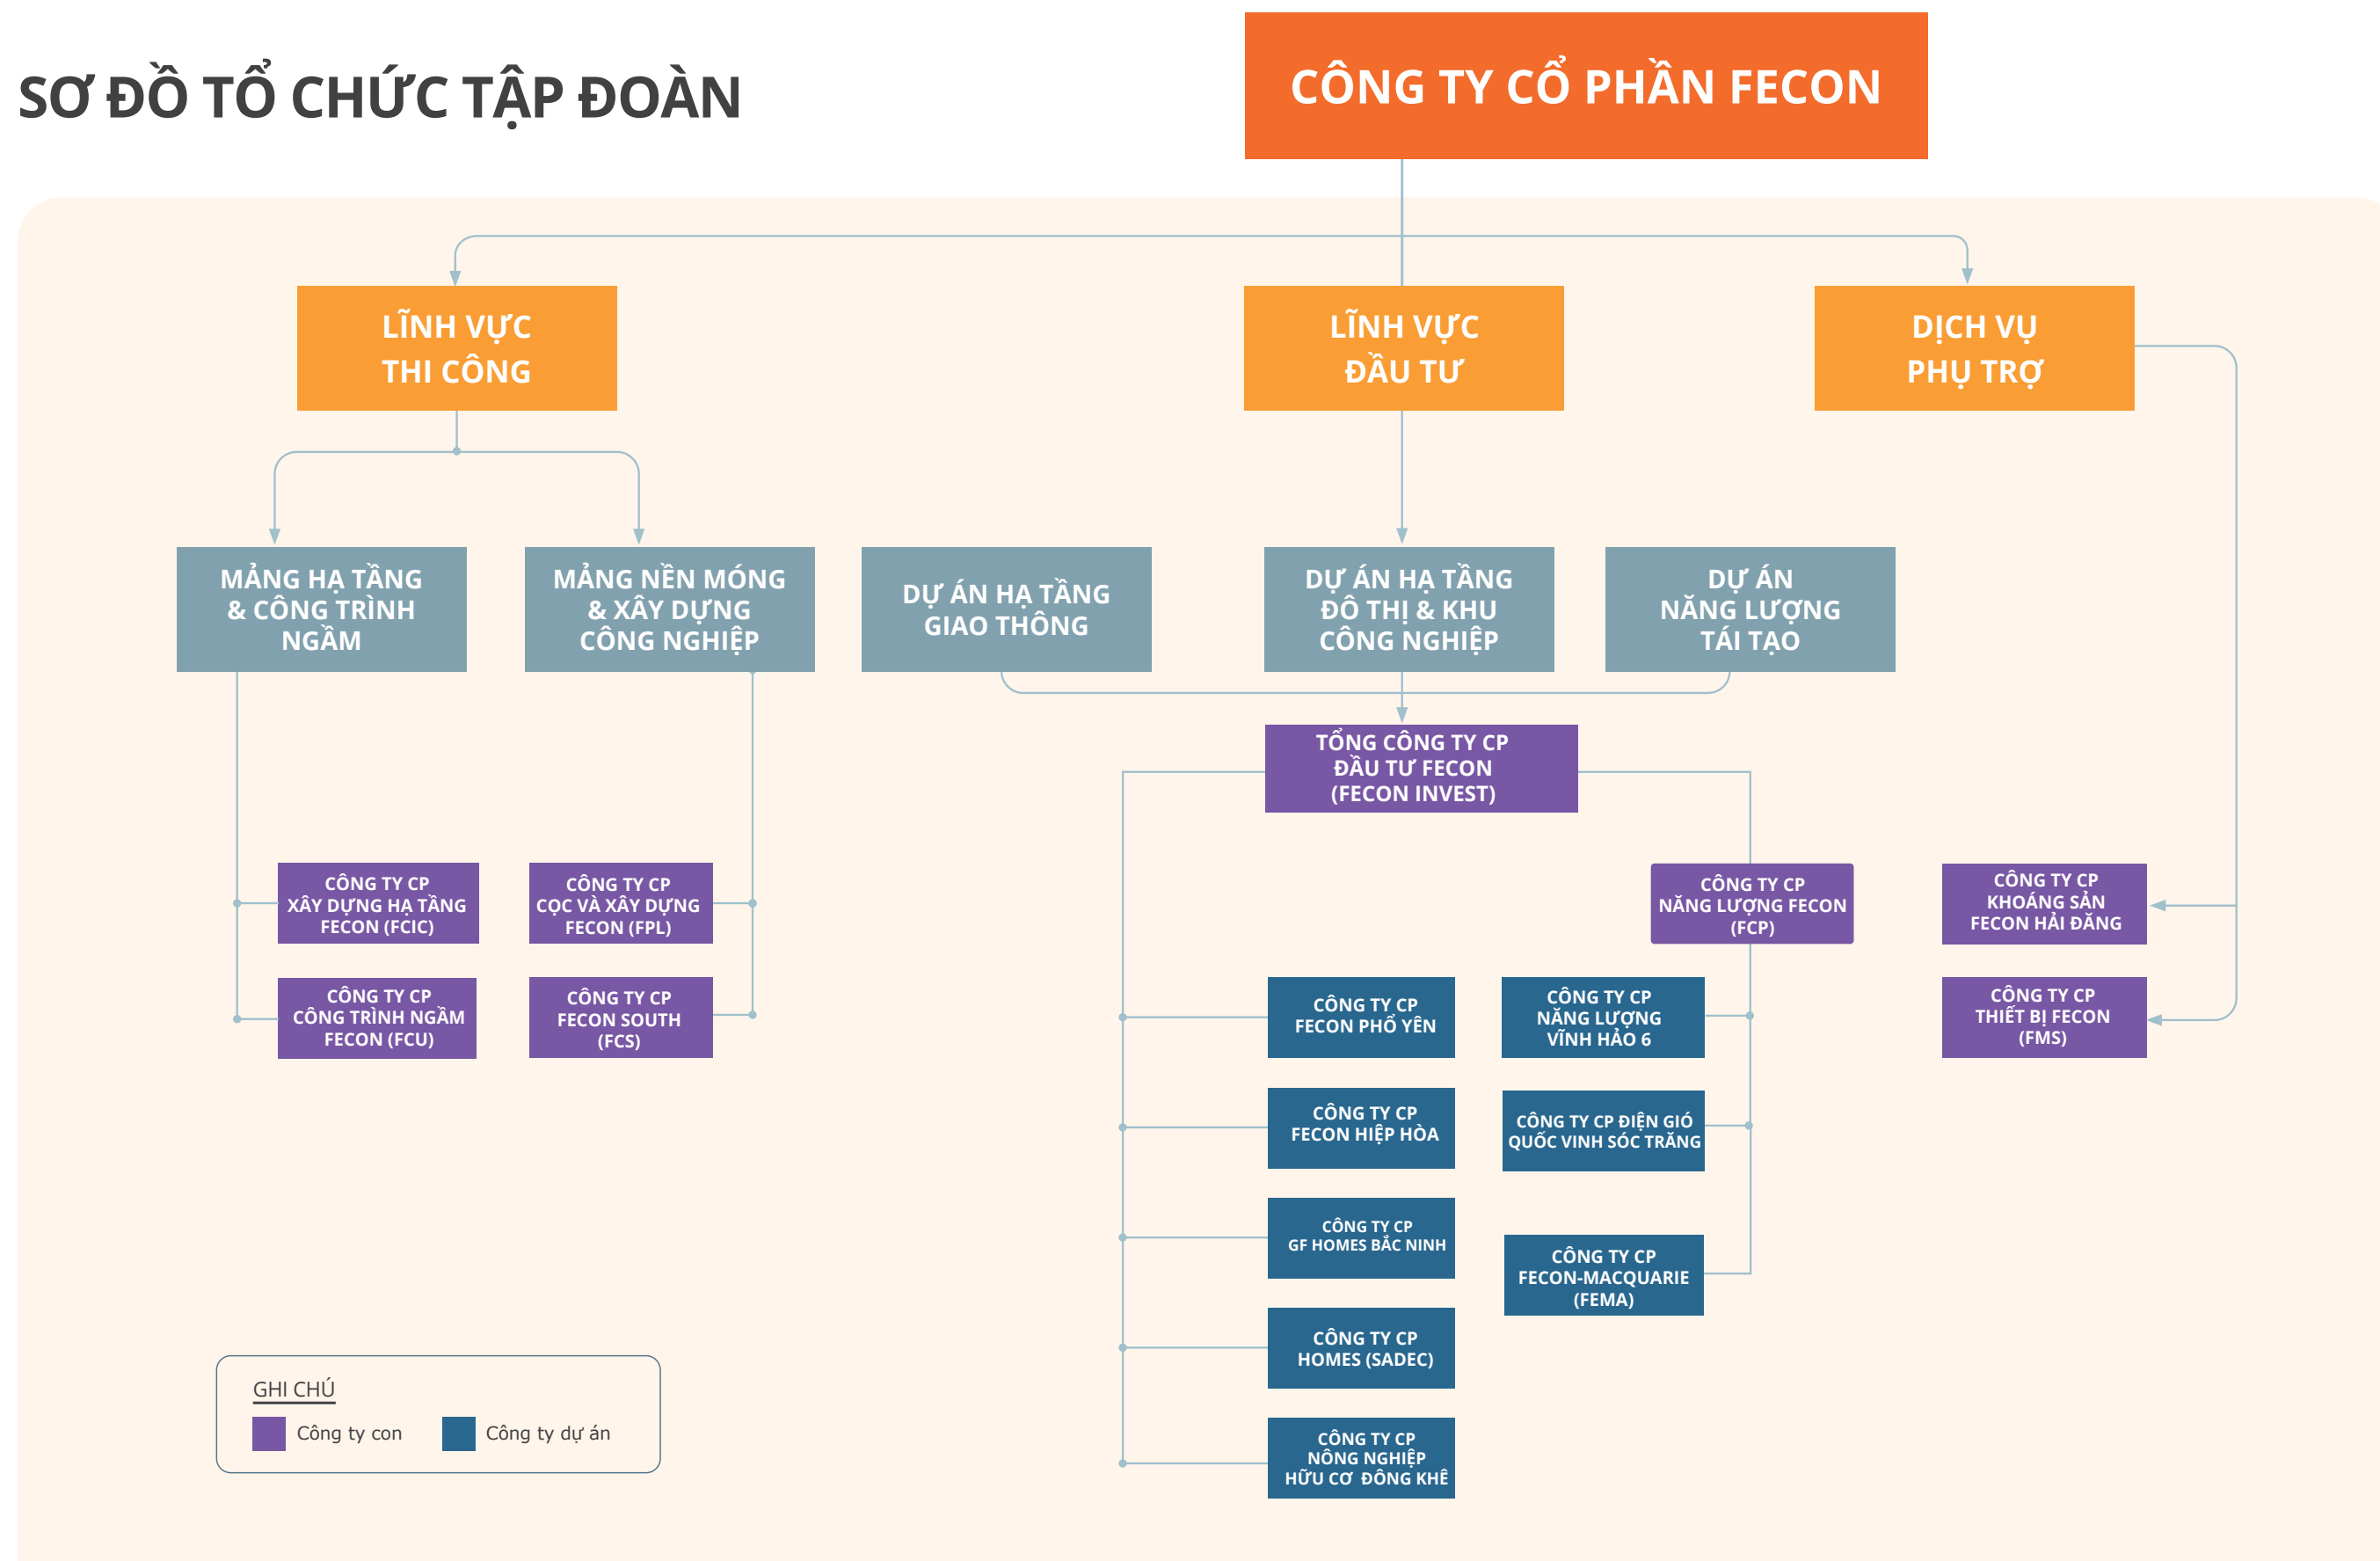 SƠ ĐỒ TỔ CHỨC TẬP ĐOÀN
CÔNG TY CỔ PHẦN FECON
LĨNH VỰC
THI CÔNG
LĨNH VỰC
ĐẦU TƯ
DỊCH VỤ
PHỤ TRỢ
MẢNG HẠ TẦNG
& CÔNG TRÌNH
NGẦM
MẢNG NỀN MÓNG
& XÂY DỰNG
CÔNG NGHIỆP
DỰ ÁN HẠ TẦNG
GIAO THÔNG
DỰ ÁN HẠ TẦNG
ĐÔ THỊ & KHU
CÔNG NGHIỆP
DỰ ÁN
NĂNG LƯỢNG
TÁI TẠO
TỔNG CÔNG TY CP
ĐẦU TƯ FECON
(FECON INVEST)
CÔNG TY CP
XÂY DỰNG HẠ TẦNG
FECON (FCIC)
CÔNG TY CP
CỌC VÀ XÂY DỰNG
FECON (FPL)
CÔNG TY CP
NĂNG LƯỢNG FECON
(FCP)
CÔNG TY CP
KHOÁNG SẢN
FECON HẢI ĐĂNG
CÔNG TY CP
CÔNG TRÌNH NGẦM
FECON (FCU)
CÔNG TY CP
FECON SOUTH
(FCS)
CÔNG TY CP
FECON PHỔ YÊN
CÔNG TY CP
NĂNG LƯỢNG
VĨNH HẢO 6
CÔNG TY CP
THIẾT BỊ FECON
(FMS)
CÔNG TY CP
FECON HIỆP HÒA
CÔNG TY CP ĐIỆN GIÓ
QUỐC VINH SÓC TRĂNG
CÔNG TY CP
GF HOMES BẮC NINH
CÔNG TY CP
FECON-MACQUARIE
(FEMA)
CÔNG TY CP
HOMES (SADEC)
CÔNG TY CP
NÔNG NGHIỆP
HỮU CƠ ĐÔNG KHÊ
GHI CHÚ
Công ty con
Công ty dự án